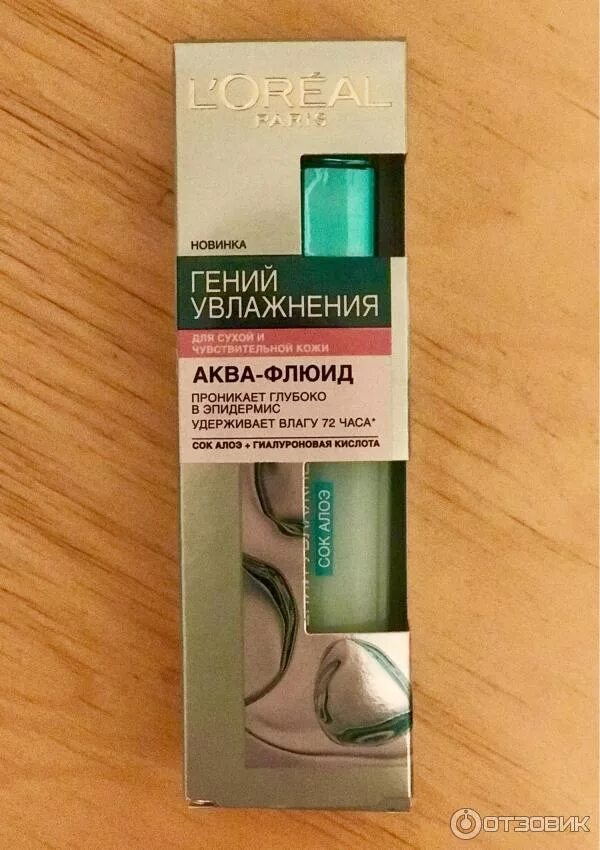 L'ORÉAL
PARIS
НОВИНКА
ГЕНИЙ
УВЛАЖНЕНИЯ
ДЛЯ СУХОЙ И
ЧУВСТВИТЕЛЬНОЙ КОЖИ
АКВА-ФЛЮИД
ПРОНИКАЕТ ГЛУБОКО
В ЭПИДЕРМИС
УДЕРЖИВАЕТ ВЛАГУ 72 ЧАСА*
СОК АЛОЭ + ГИАЛУРОНОВАЯ КИСЛОТА
СОК АЛОЭ
ОТЗОВИК